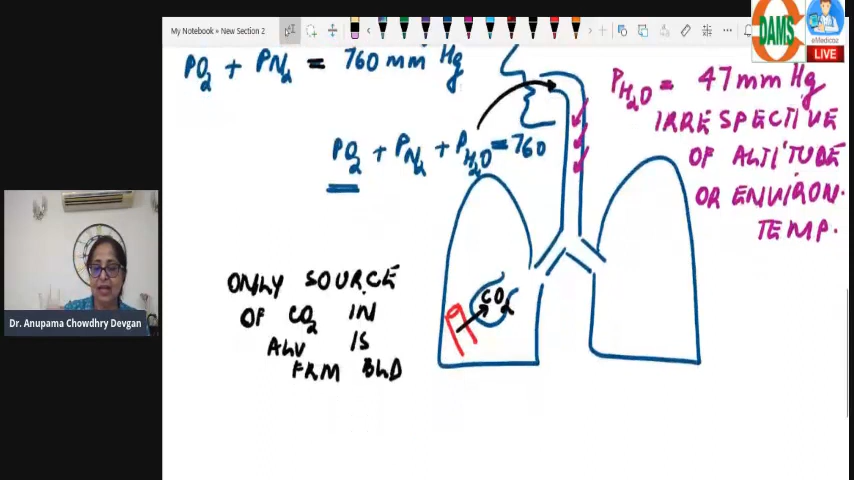 My Notebook » New Section 2
DAMS
eMedicoz
LIVE
PO2 + PN2 = 760 mm Hg
PH2O = 47 mm Hg
IRRESPECTIVE
OF ALTITUDE
OR ENVIRON.
TEMP.
PO2 + PN2 + PH2O = 760
ONLY SOURCE
OF CO2 IN
ALV IS
FRM BLD
CO2
Dr. Anupama Chowdhry Devgan